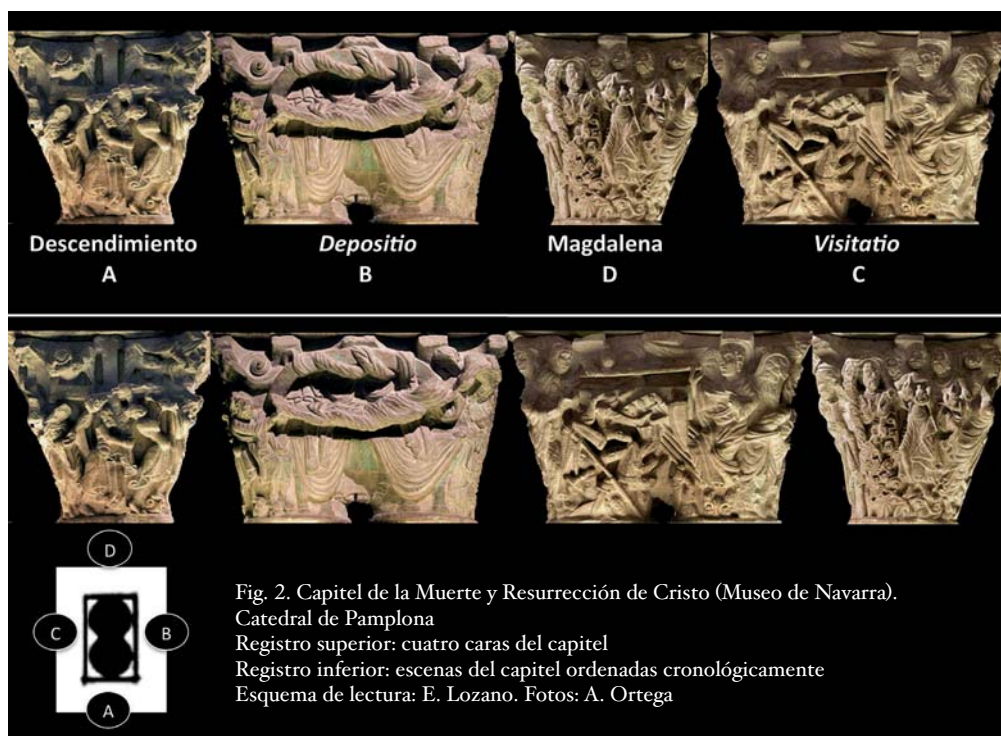 Descendimiento
A
Depositio
B
Magdalena
D
Visitatio
C
D
C
B
A
Fig. 2. Capitel de la Muerte y Resurrección de Cristo (Museo de Navarra).
Catedral de Pamplona
Registro superior: cuatro caras del capitel
Registro inferior: escenas del capitel ordenadas cronológicamente
Esquema de lectura: E. Lozano. Fotos: A. Ortega